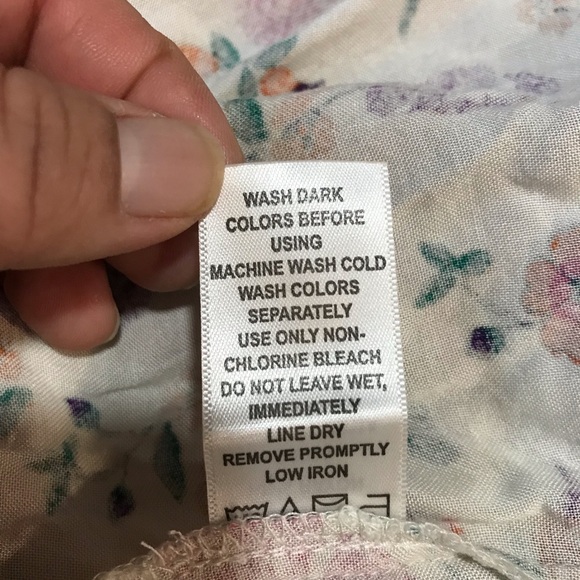 WASH DARK
COLORS BEFORE
USING
MACHINE WASH COLD
WASH COLORS
SEPARATELY
USE ONLY NON-
CHLORINE BLEACH
DO NOT LEAVE WET,
IMMEDIATELY
LINE DRY
REMOVE PROMPTLY
LOW IRON